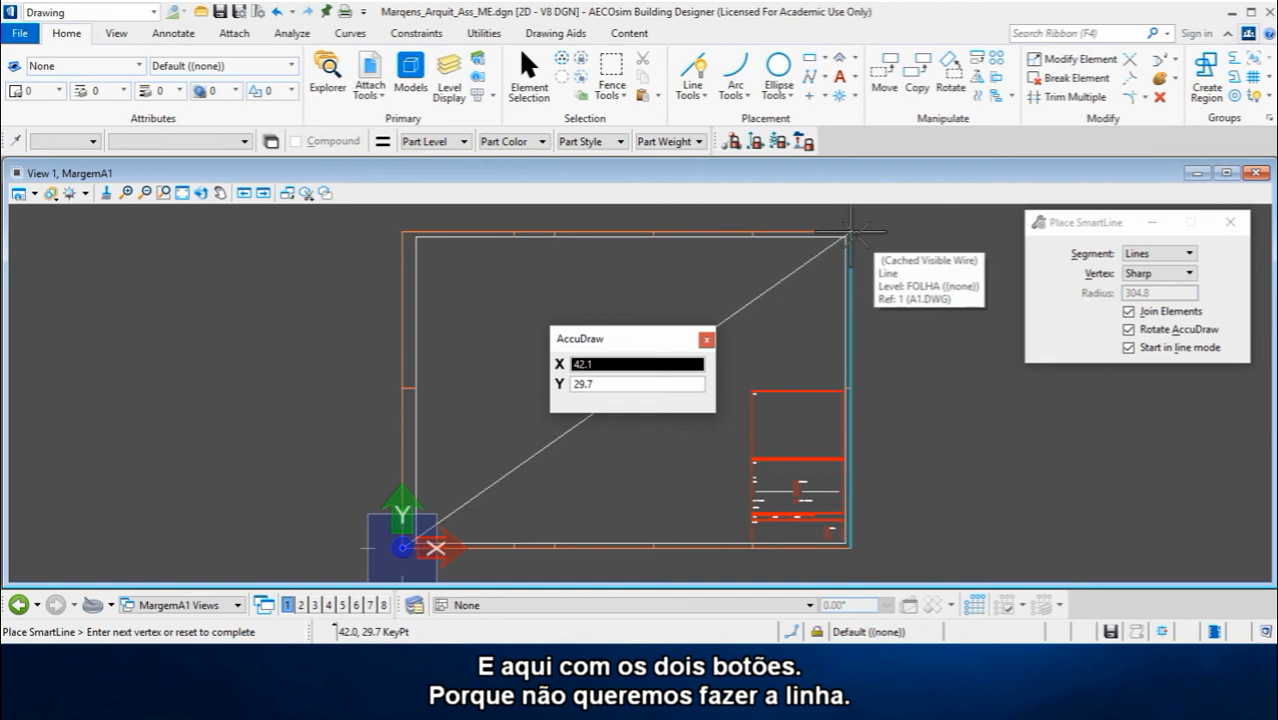 Drawing
Marqens_Arquit_Ass_ME.dgn [2D - V8 DGN] - AECOsim Building Designer (Licensed For Academic Use Only)
File Home View Annotate Attach Analyze Curves Constraints Utilities Drawing Aids Content
Search Ribbon (F4) Sign in
None Default ((none))
0 0 0 0 0
Attributes
Explorer Attach Tools Models Level Display
Primary
Element Selection Fence Tools
Selection
Line Tools Arc Tools Ellipse Tools
Placement
Move Copy Rotate
Manipulate
Modify Element
Break Element
Trim Multiple
Modify
Create Region
Groups
Compound Part Level Part Color Part Style Part Weight
View 1, MargemA1
Place SmartLine
Segment: Lines
Vertex: Sharp
Radius: 304.8
Join Elements
Rotate AccuDraw
Start in line mode
(Cached Visible Wire)
Line
Level: FOLHA ((none))
Ref: 1 (A1.DWG)
AccuDraw
X 42.1
Y 29.7
Y
X
MargemA1 Views 1 2 3 4 5 6 7 8 None 0.00°
Place SmartLine > Enter next vertex or reset to complete 42.0, 29.7 KeyPt Default ((none))
E aqui com os dois botões.
Porque não queremos fazer a linha.